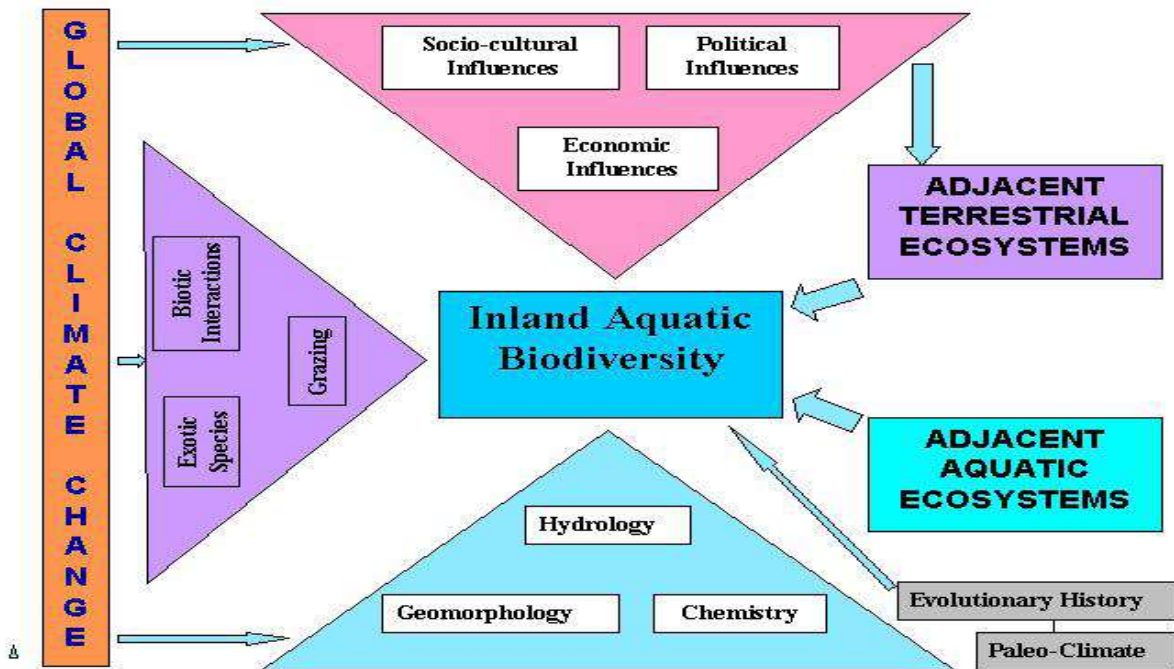 GLOBAL CLIMATE CHANGE
Socio-cultural
Influences
Political
Influences
Economic
Influences
ADJACENT
TERRESTRIAL
ECOSYSTEMS
Biotic
Interactions
Grazing
Exotic
Species
Inland Aquatic
Biodiversity
ADJACENT
AQUATIC
ECOSYSTEMS
Hydrology
Geomorphology
Chemistry
Evolutionary History
Paleo-Climate